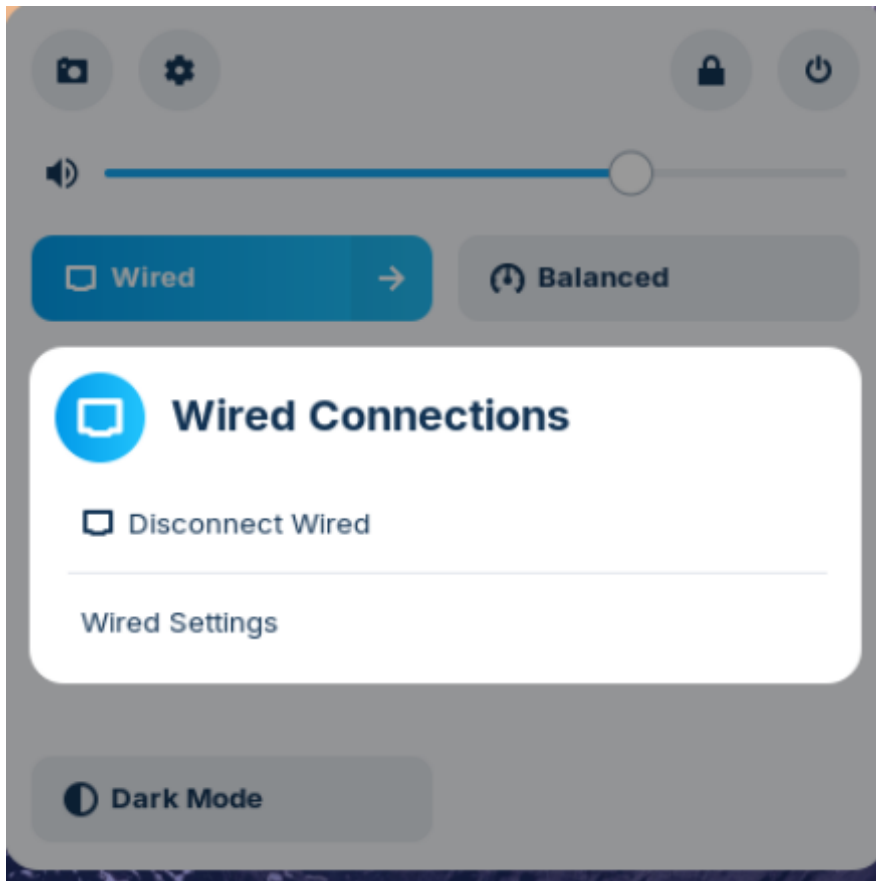 Wired
Balanced
Wired Connections
Disconnect Wired
Wired Settings
Dark Mode